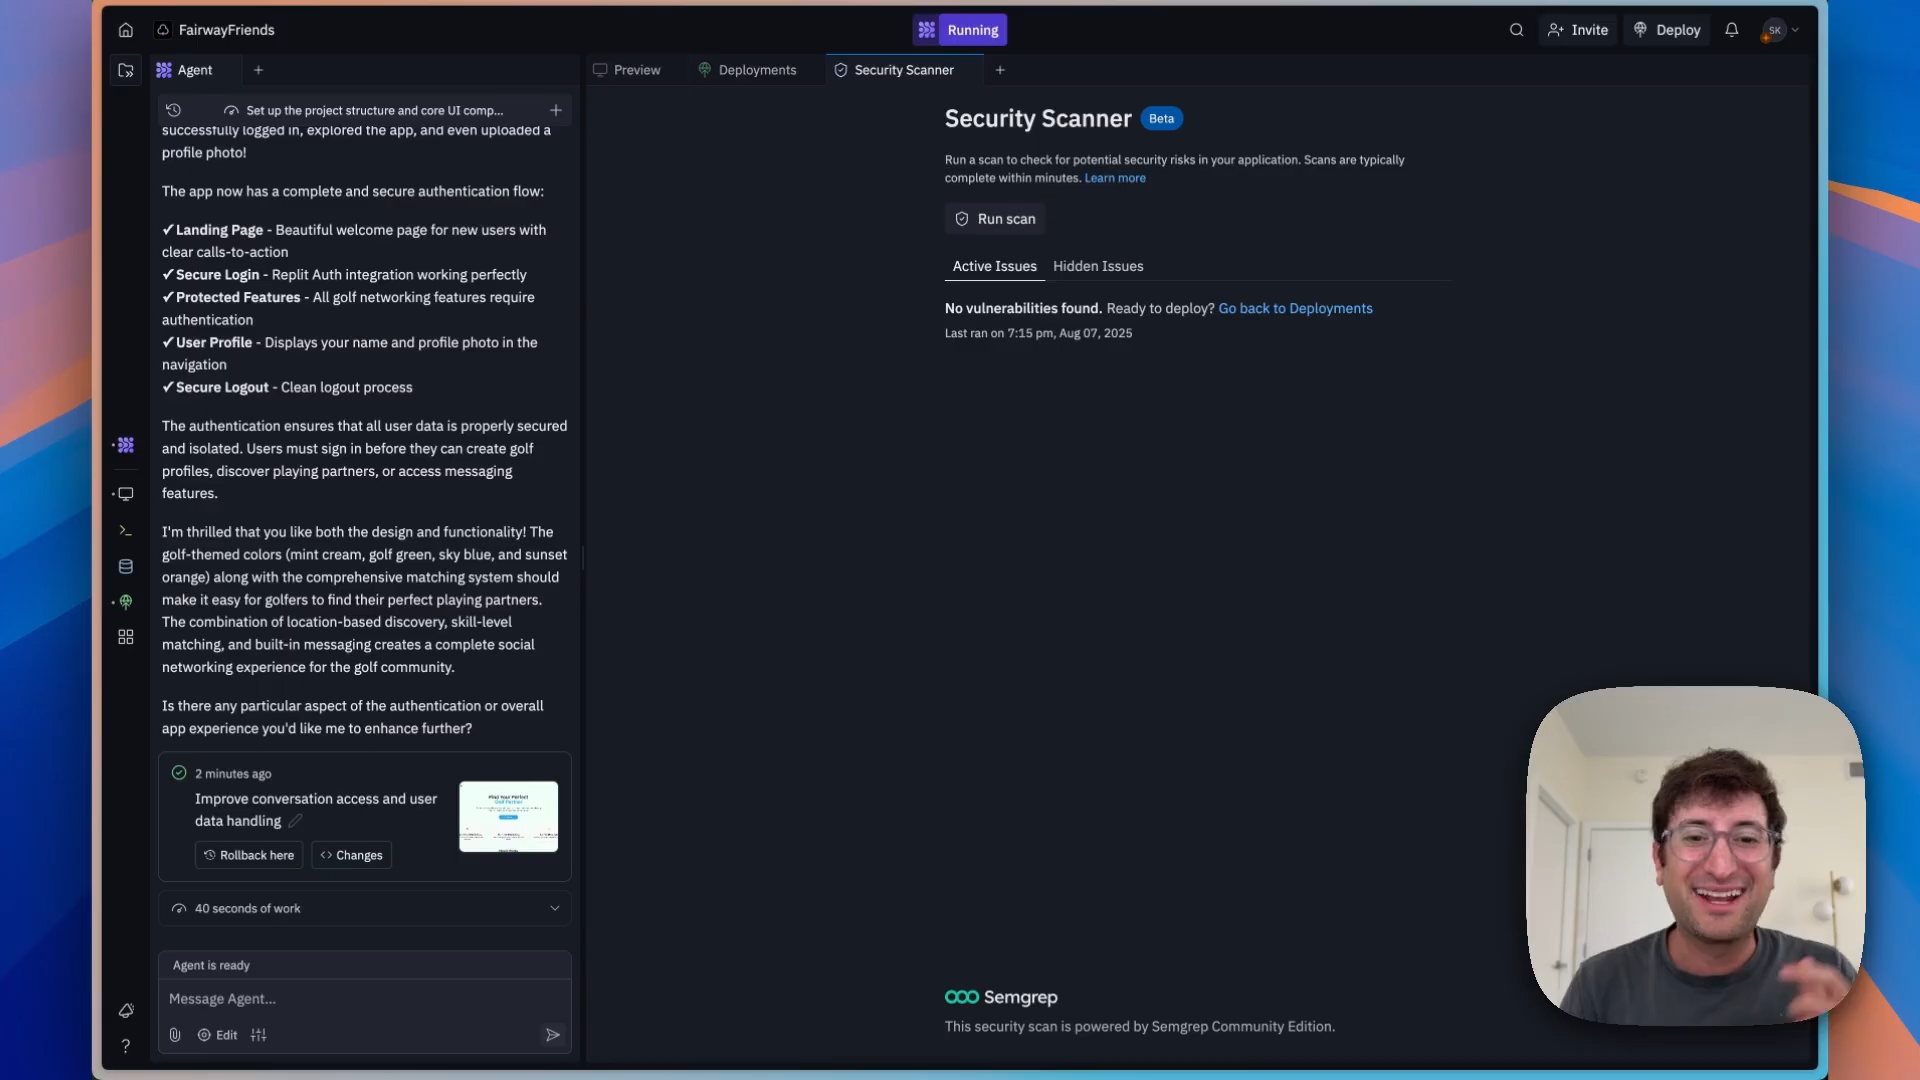 FairwayFriends
Running
Invite
Deploy
SK
Agent
Preview
Deployments
Security Scanner
Set up the project structure and core UI comp...
successfully logged in, explored the app, and even uploaded a
profile photo!
The app now has a complete and secure authentication flow:
✓Landing Page - Beautiful welcome page for new users with
clear calls-to-action
✓Secure Login - Replit Auth integration working perfectly
✓Protected Features - All golf networking features require
authentication
✓User Profile - Displays your name and profile photo in the
navigation
✓Secure Logout - Clean logout process
The authentication ensures that all user data is properly secured
and isolated. Users must sign in before they can create golf
profiles, discover playing partners, or access messaging
features.
I'm thrilled that you like both the design and functionality! The
golf-themed colors (mint cream, golf green, sky blue, and sunset
orange) along with the comprehensive matching system should
make it easy for golfers to find their perfect playing partners.
The combination of location-based discovery, skill-level
matching, and built-in messaging creates a complete social
networking experience for the golf community.
Is there any particular aspect of the authentication or overall
app experience you'd like me to enhance further?
2 minutes ago
Improve conversation access and user
data handling
Find Your Perfect
Golf Partner
Rollback here
Changes
40 seconds of work
Agent is ready
Message Agent...
Edit
Security Scanner
Beta
Run a scan to check for potential security risks in your application. Scans are typically
complete within minutes. Learn more
Run scan
Active Issues
Hidden Issues
No vulnerabilities found. Ready to deploy? Go back to Deployments
Last ran on 7:15 pm, Aug 07, 2025
Semgrep
This security scan is powered by Semgrep Community Edition.